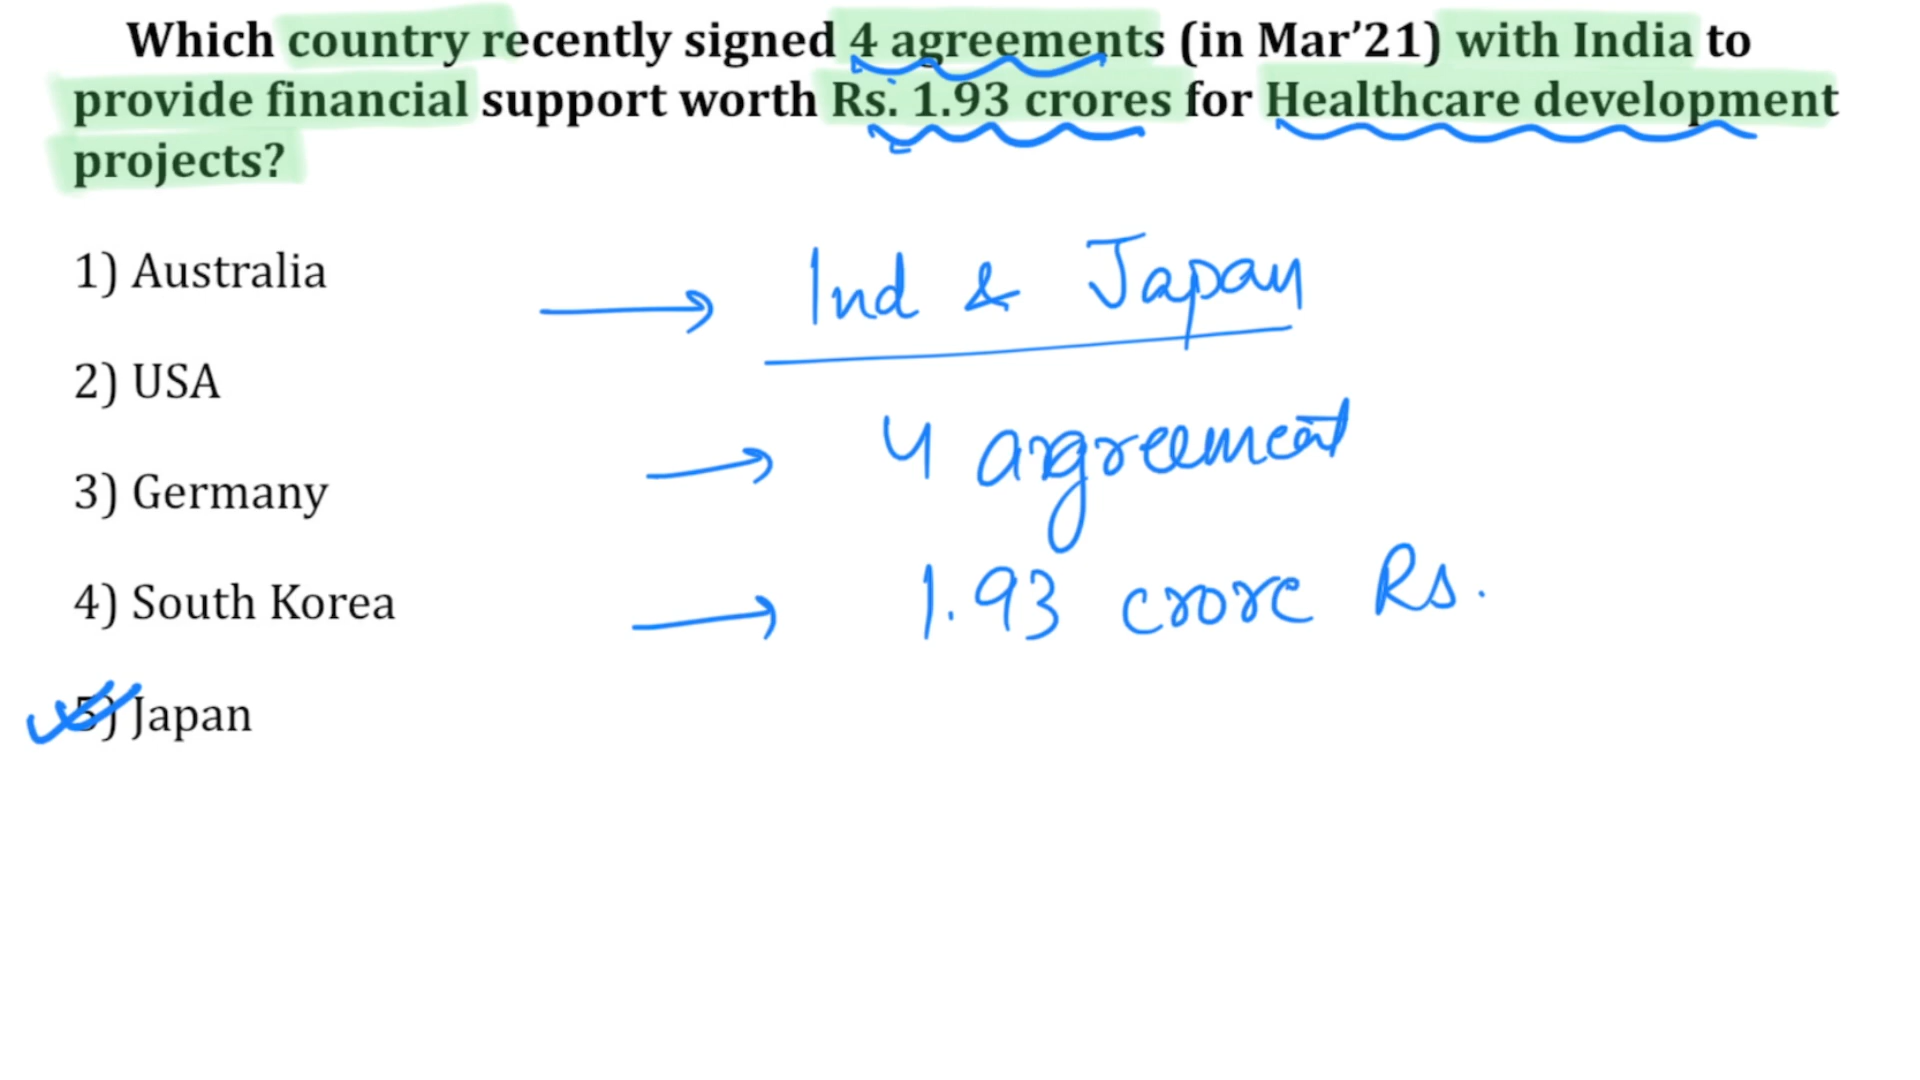 Which country recently signed 4 agreements (in Mar’21) with India to
provide financial support worth Rs. 1.93 crores for Healthcare development
projects?
1) Australia
Ind & Japan
2) USA
4 agreement
3) Germany
4) South Korea
1.93 crore Rs.
5) Japan